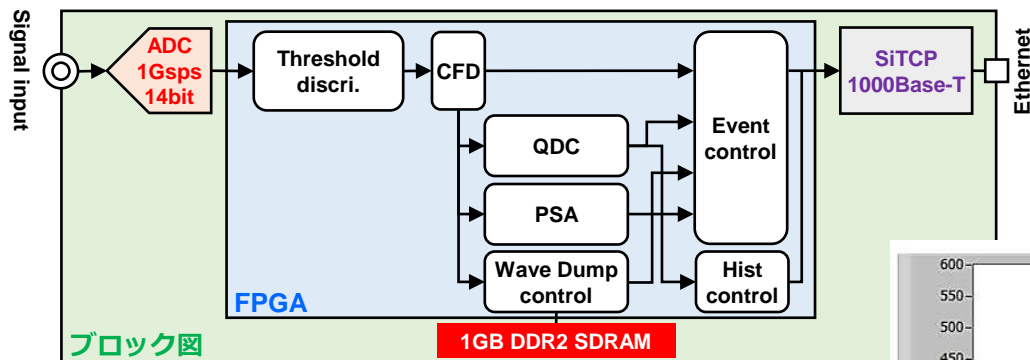 Signal input
ADC
1Gsps
14bit
Threshold
discri.
CFD
QDC
PSA
Wave Dump
control
Event
control
Hist
control
SiTCP
1000Base-T
Ethernet
FPGA
1GB DDR2 SDRAM
ブロック図
600
550
500
450